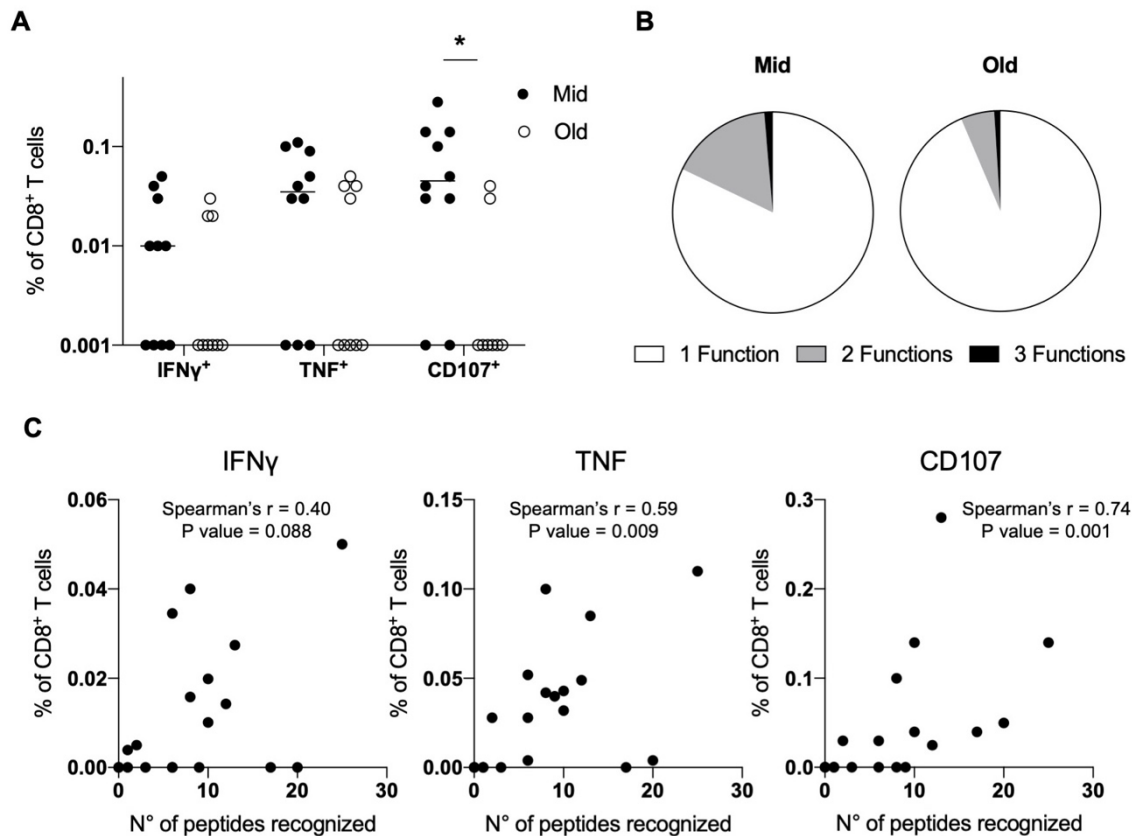 A
*
Mid
Old
% of CD8⁺ T cells
0.1
0.01
0.001
IFNγ⁺
TNF⁺
CD107⁺
B
Mid
Old
1 Function
2 Functions
3 Functions
C
IFNγ
Spearman's r = 0.40
P value = 0.088
% of CD8⁺ T cells
0.06
0.04
0.02
0.00
0
10
20
30
N° of peptides recognized
TNF
Spearman's r = 0.59
P value = 0.009
% of CD8⁺ T cells
0.15
0.10
0.05
0.00
0
10
20
30
N° of peptides recognized
CD107
Spearman's r = 0.74
P value = 0.001
% of CD8⁺ T cells
0.3
0.2
0.1
0.0
0
10
20
30
N° of peptides recognized